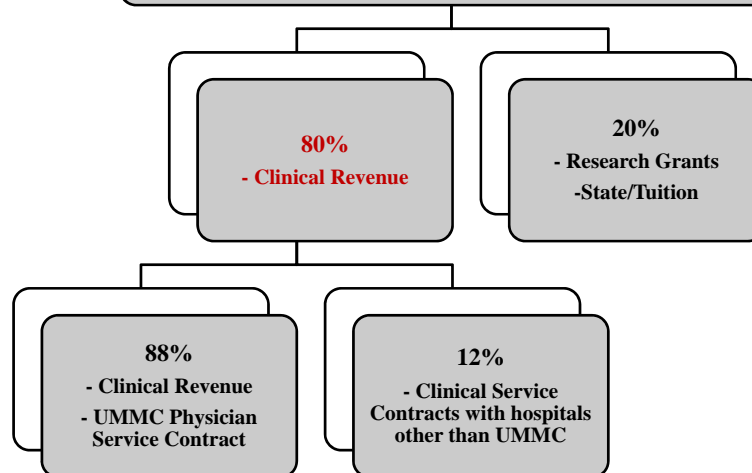 80%
- Clinical Revenue
20%
- Research Grants
-State/Tuition
88%
- Clinical Revenue
- UMMC Physician
Service Contract
12%
- Clinical Service
Contracts with hospitals
other than UMMC